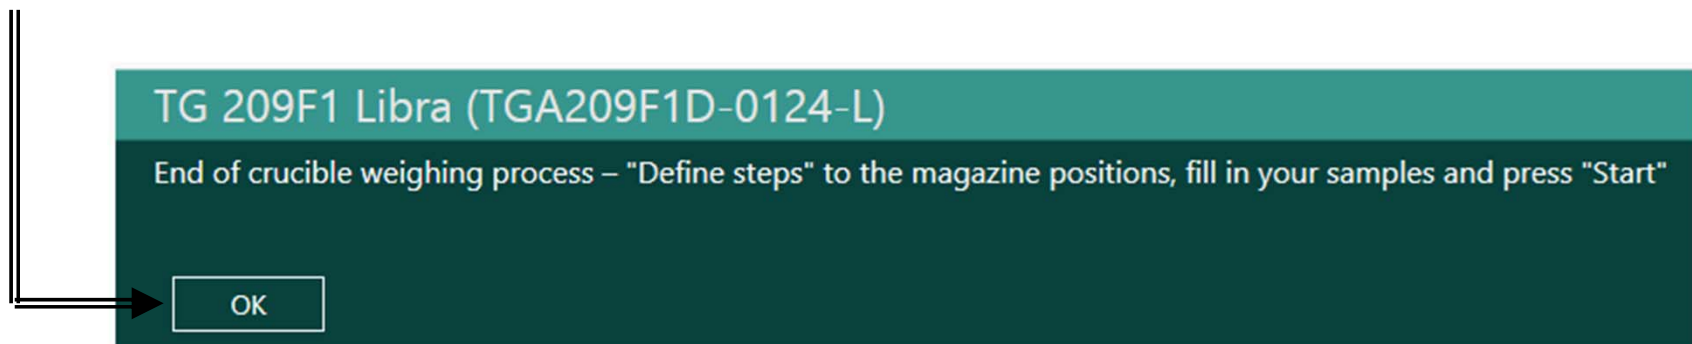 TG 209F1 Libra (TGA209F1D-0124-L)
End of crucible weighing process – "Define steps" to the magazine positions, fill in your samples and press "Start"
OK